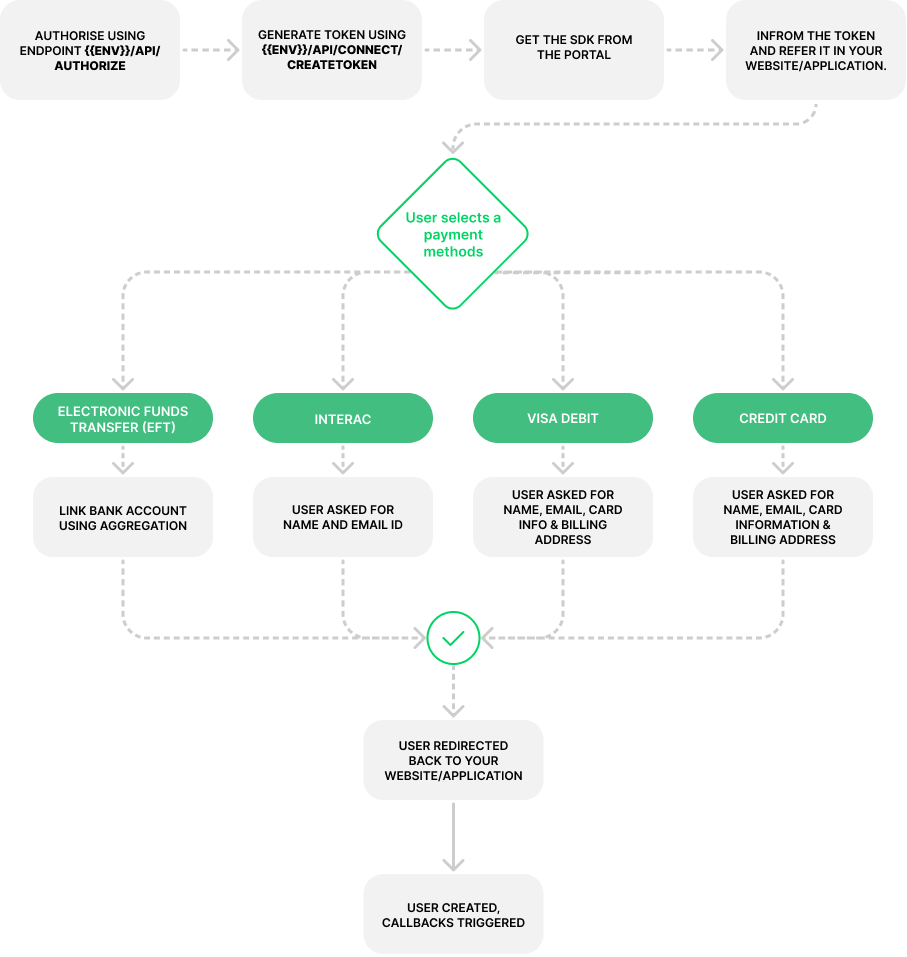 AUTHORISE USING
ENDPOINT {{ENV}}/API/
AUTHORIZE
GENERATE TOKEN USING
{{ENV}}/API/CONNECT/
CREATETOKEN
GET THE SDK FROM
THE PORTAL
INFROM THE TOKEN
AND REFER IT IN YOUR
WEBSITE/APPLICATION.
User selects a
payment
methods
ELECTRONIC FUNDS
TRANSFER (EFT)
INTERAC
VISA DEBIT
CREDIT CARD
LINK BANK ACCOUNT
USING AGGREGATION
USER ASKED FOR
NAME AND EMAIL ID
USER ASKED FOR
NAME, EMAIL, CARD
INFO & BILLING
ADDRESS
USER ASKED FOR
NAME, EMAIL, CARD
INFORMATION &
BILLING ADDRESS
USER REDIRECTED
BACK TO YOUR
WEBSITE/APPLICATION
USER CREATED,
CALLBACKS TRIGGERED